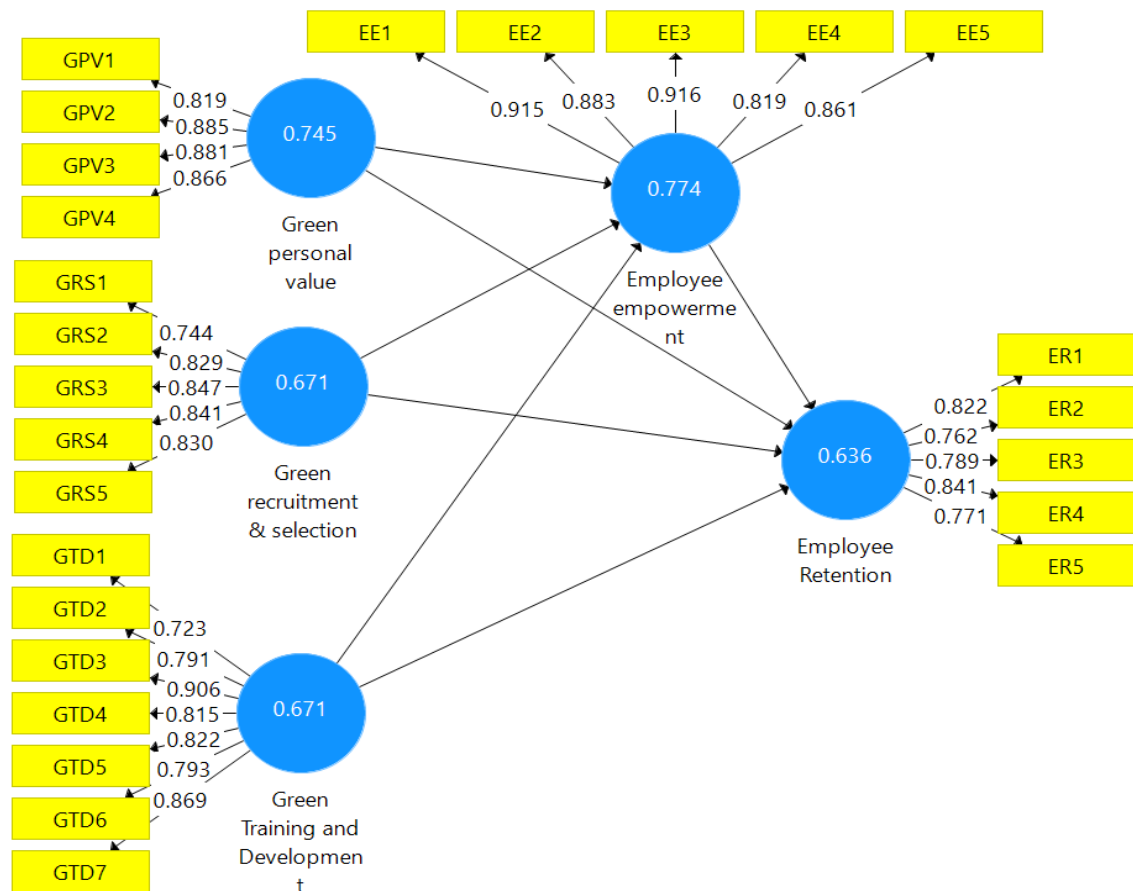 EE1
EE2
EE3
EE4
EE5
0.915
0.883
0.916
0.819
0.861
GPV1
GPV2
GPV3
GPV4
0.819
0.885
0.881
0.866
0.745
Green
personal
value
0.774
Employee
empowerme
nt
GRS1
GRS2
GRS3
GRS4
GRS5
0.744
0.829
0.847
0.841
0.830
0.671
Green
recruitment
& selection
0.636
Employee
Retention
0.822
0.762
0.789
0.841
0.771
ER1
ER2
ER3
ER4
ER5
GTD1
GTD2
GTD3
GTD4
GTD5
GTD6
GTD7
0.723
0.791
0.906
0.815
0.822
0.793
0.869
0.671
Green
Training and
Developmen
t